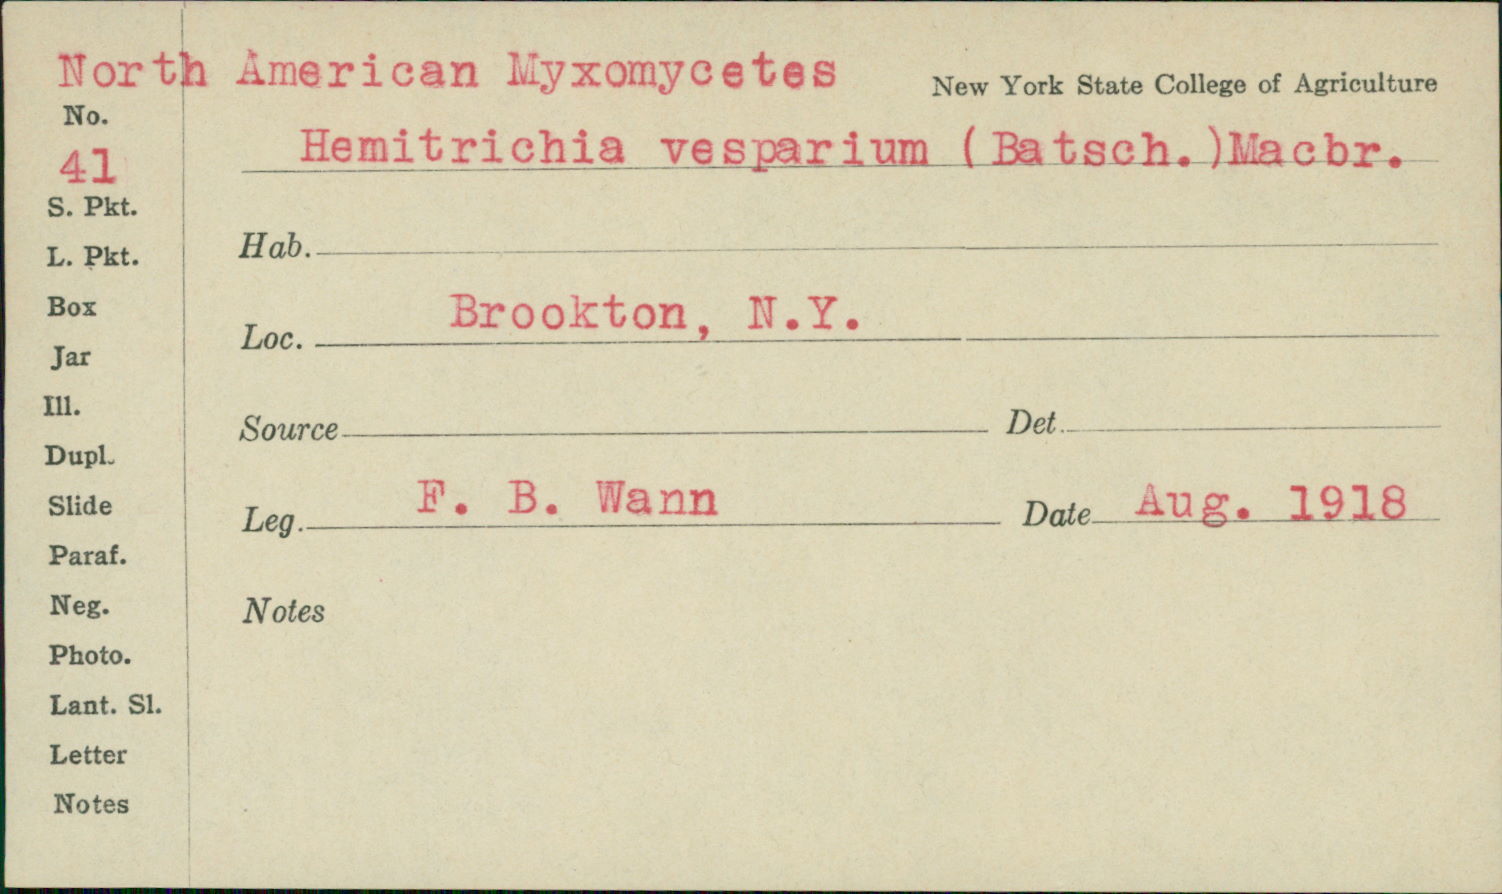 North American Myxomycetes
New York State College of Agriculture
No.
41
Hemitrichia vesparium (Batsch.)Macbr.
S. Pkt.
L. Pkt.
Hab.
Box
Loc. Brookton, N.Y.
Jar
Ill.
Source Det.
Dupl.
Slide
Leg. F. B. Wann Date Aug. 1918
Paraf.
Neg.
Notes
Photo.
Lant. Sl.
Letter
Notes